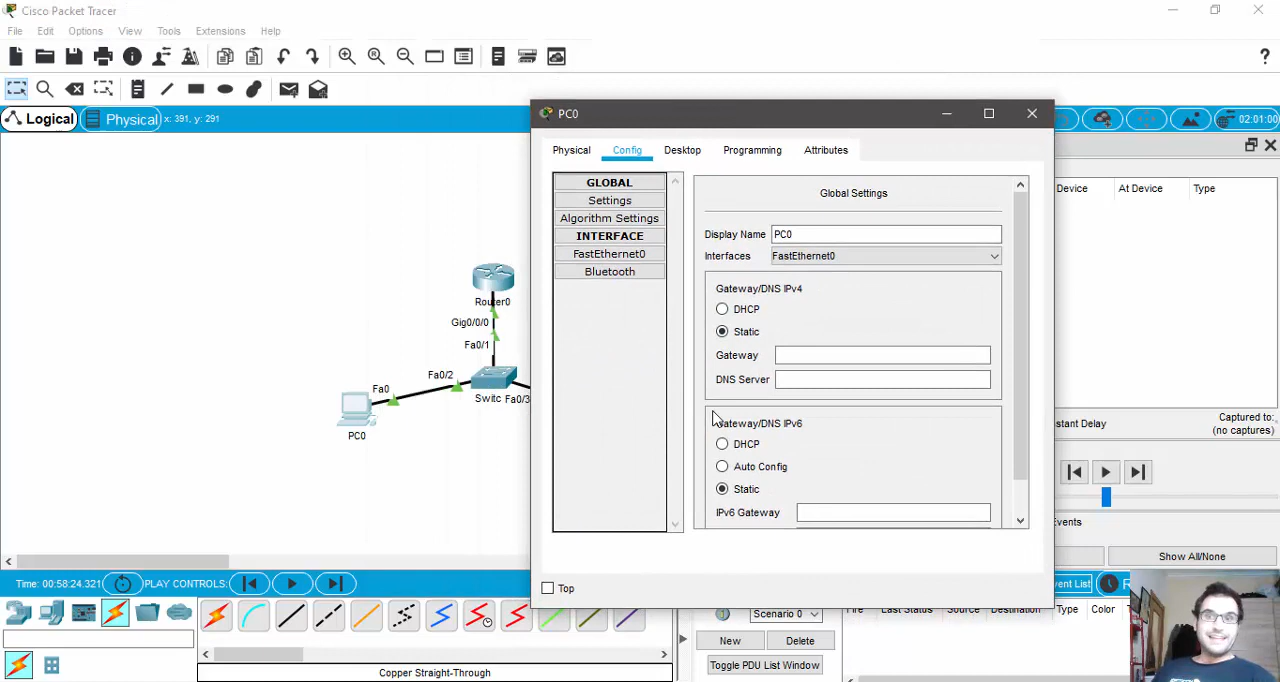 Cisco Packet Tracer
File Edit Options View Tools Extensions Help
?
Logical
Physical
x: 391, y: 291
02:01:00
PC0
Physical
Config
Desktop
Programming
Attributes
GLOBAL
Settings
Algorithm Settings
INTERFACE
FastEthernet0
Bluetooth
Global Settings
Display Name PC0
Interfaces FastEthernet0
Gateway/DNS IPv4
DHCP
Static
Gateway
DNS Server
Gateway/DNS IPv6
DHCP
Auto Config
Static
IPv6 Gateway
Top
Router0
Gig0/0/0
Fa0/1
Fa0/2
Fa0
Switc Fa0/3
PC0
Device At Device Type
Captured to:
(no captures)
Show All/None
Time: 00:58:24.321
PLAY CONTROLS:
Copper Straight-Through
Scenario 0
New
Delete
Toggle PDU List Window
Last Status Source Destination Type Color